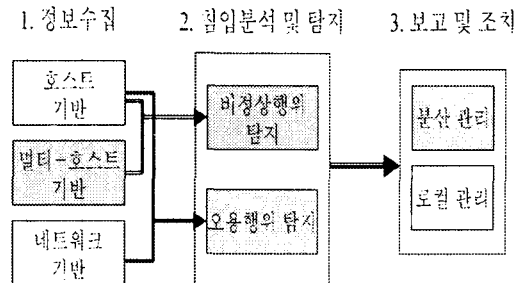 1. 정보수집
2. 침입분석 및 탐지
3. 보고 및 조치
호스트
기반
멀티-호스트
기반
네트워크
기반
비정상행위
탐지
오용행위 탐지
분산 관리
로컬 관리